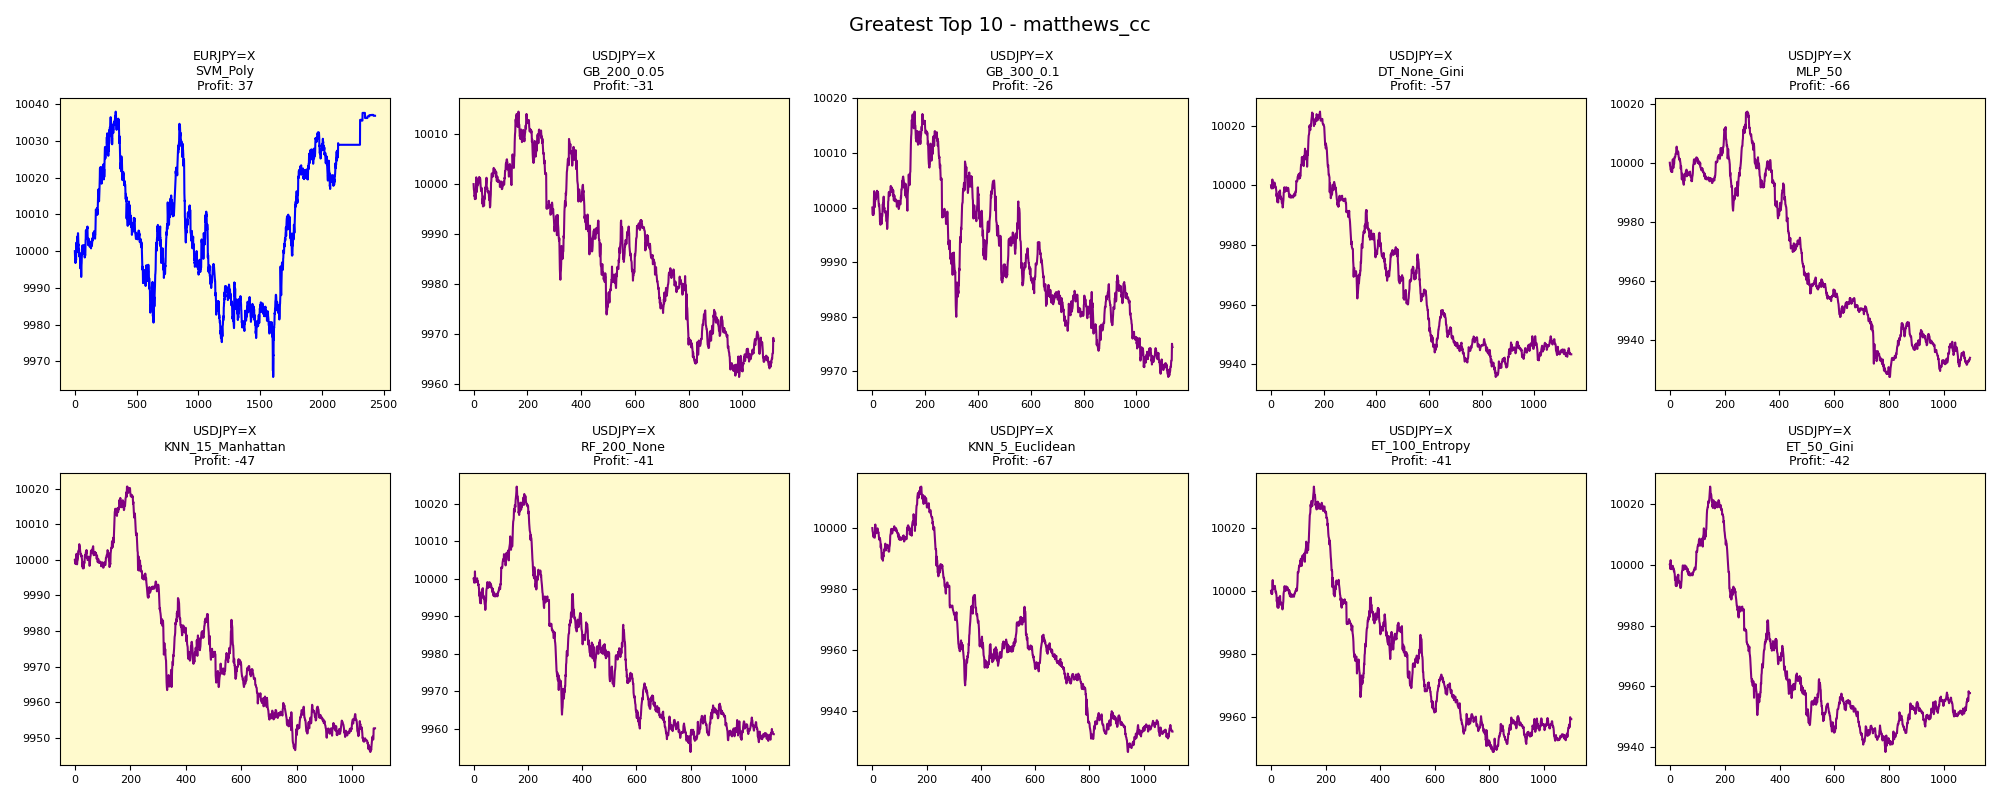 Greatest Top 10 - matthews_cc
EURJPY=X
SVM_Poly
Profit: 37
10040
10030
10020
10010
10000
9990
9980
9970
0 500 1000 1500 2000 2500
USDJPY=X
GB_200_0.05
Profit: -31
10010
10000
9990
9980
9970
9960
0 200 400 600 800 1000
USDJPY=X
GB_300_0.1
Profit: -26
10020
10010
10000
9990
9980
9970
0 200 400 600 800 1000
USDJPY=X
DT_None_Gini
Profit: -57
10020
10000
9980
9960
9940
0 200 400 600 800 1000
USDJPY=X
MLP_50
Profit: -66
10020
10000
9980
9960
9940
0 200 400 600 800 1000
USDJPY=X
KNN_15_Manhattan
Profit: -47
10020
10010
10000
9990
9980
9970
9960
9950
0 200 400 600 800 1000
USDJPY=X
RF_200_None
Profit: -41
10020
10010
10000
9990
9980
9970
9960
0 200 400 600 800 1000
USDJPY=X
KNN_5_Euclidean
Profit: -67
10000
9980
9960
9940
0 200 400 600 800 1000
USDJPY=X
ET_100_Entropy
Profit: -41
10020
10000
9980
9960
0 200 400 600 800 1000
USDJPY=X
ET_50_Gini
Profit: -42
10020
10000
9980
9960
9940
0 200 400 600 800 1000